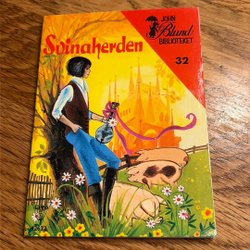 Svinaherden
JOHN
Blund
BIBLIOTEKET
32